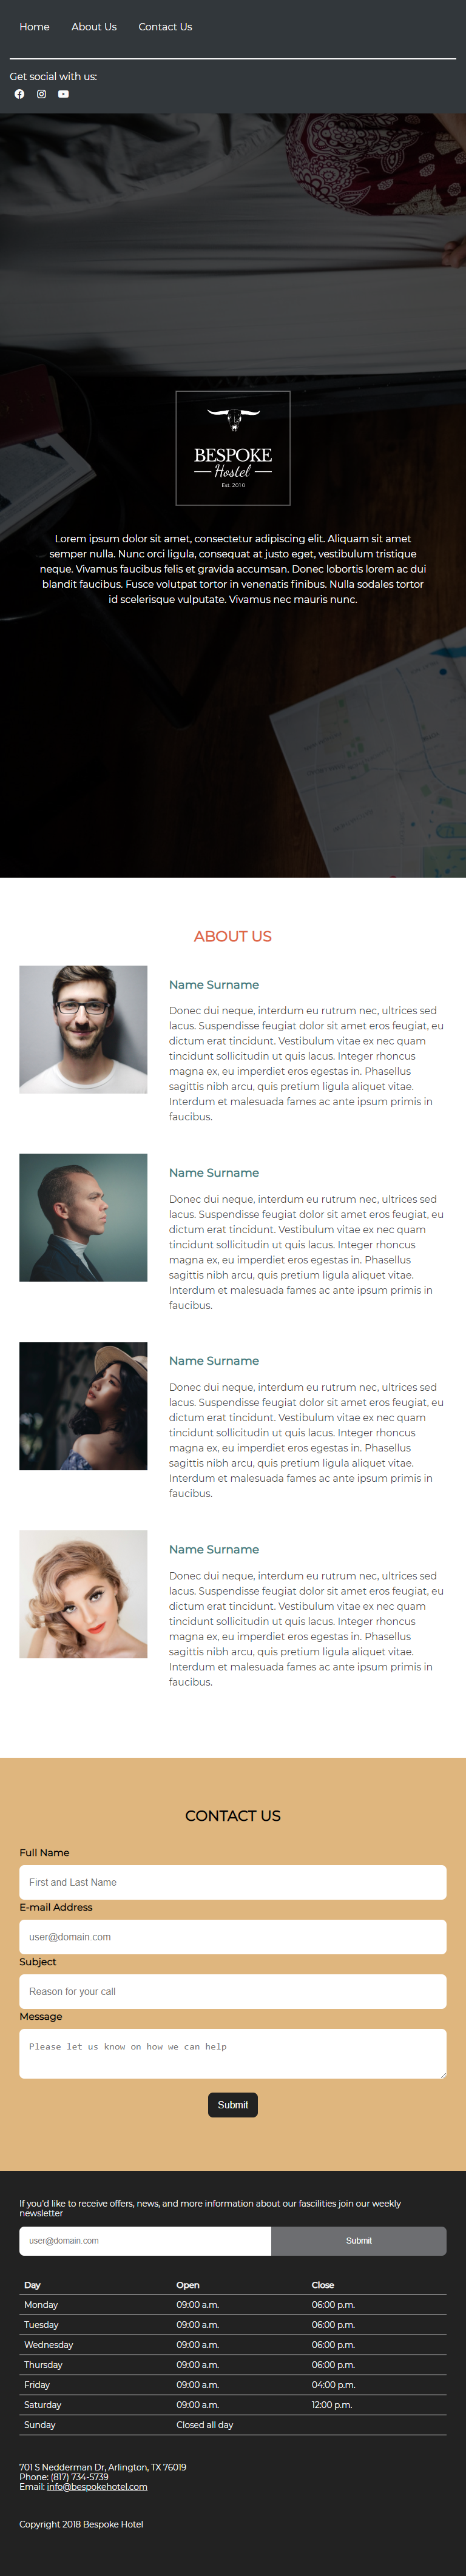 Home About Us Contact Us
Get social with us:
BESPOKE
Hostel
Est. 2010
Lorem ipsum dolor sit amet, consectetur adipiscing elit. Aliquam sit amet
semper nulla. Nunc orci ligula, consequat at justo eget, vestibulum tristique
neque. Vivamus faucibus felis et gravida accumsan. Donec lobortis lorem ac dui
blandit faucibus. Fusce volutpat tortor in venenatis finibus. Nulla sodales tortor
id scelerisque vulputate. Vivamus nec mauris nunc.
ABOUT US
Name Surname
Donec dui neque, interdum eu rutrum nec, ultrices sed
lacus. Suspendisse feugiat dolor sit amet eros feugiat, eu
dictum erat tincidunt. Vestibulum vitae ex nec quam
tincidunt sollicitudin ut quis lacus. Integer rhoncus
magna ex, eu imperdiet eros egestas in. Phasellus
sagittis nibh arcu, quis pretium ligula aliquet vitae.
Interdum et malesuada fames ac ante ipsum primis in
faucibus.
Name Surname
Donec dui neque, interdum eu rutrum nec, ultrices sed
lacus. Suspendisse feugiat dolor sit amet eros feugiat, eu
dictum erat tincidunt. Vestibulum vitae ex nec quam
tincidunt sollicitudin ut quis lacus. Integer rhoncus
magna ex, eu imperdiet eros egestas in. Phasellus
sagittis nibh arcu, quis pretium ligula aliquet vitae.
Interdum et malesuada fames ac ante ipsum primis in
faucibus.
Name Surname
Donec dui neque, interdum eu rutrum nec, ultrices sed
lacus. Suspendisse feugiat dolor sit amet eros feugiat, eu
dictum erat tincidunt. Vestibulum vitae ex nec quam
tincidunt sollicitudin ut quis lacus. Integer rhoncus
magna ex, eu imperdiet eros egestas in. Phasellus
sagittis nibh arcu, quis pretium ligula aliquet vitae.
Interdum et malesuada fames ac ante ipsum primis in
faucibus.
Name Surname
Donec dui neque, interdum eu rutrum nec, ultrices sed
lacus. Suspendisse feugiat dolor sit amet eros feugiat, eu
dictum erat tincidunt. Vestibulum vitae ex nec quam
tincidunt sollicitudin ut quis lacus. Integer rhoncus
magna ex, eu imperdiet eros egestas in. Phasellus
sagittis nibh arcu, quis pretium ligula aliquet vitae.
Interdum et malesuada fames ac ante ipsum primis in
faucibus.
CONTACT US
Full Name
First and Last Name
E-mail Address
user@domain.com
Subject
Reason for your call
Message
Please let us know on how we can help
Submit
If you'd like to receive offers, news, and more information about our fascilities join our weekly
newsletter
user@domain.com Submit
Day Open Close
Monday 09:00 a.m. 06:00 p.m.
Tuesday 09:00 a.m. 06:00 p.m.
Wednesday 09:00 a.m. 06:00 p.m.
Thursday 09:00 a.m. 06:00 p.m.
Friday 09:00 a.m. 04:00 p.m.
Saturday 09:00 a.m. 12:00 p.m.
Sunday Closed all day
701 S Nedderman Dr, Arlington, TX 76019
Phone: (817) 734-5739
Email: info@bespokehotel.com
Copyright 2018 Bespoke Hotel